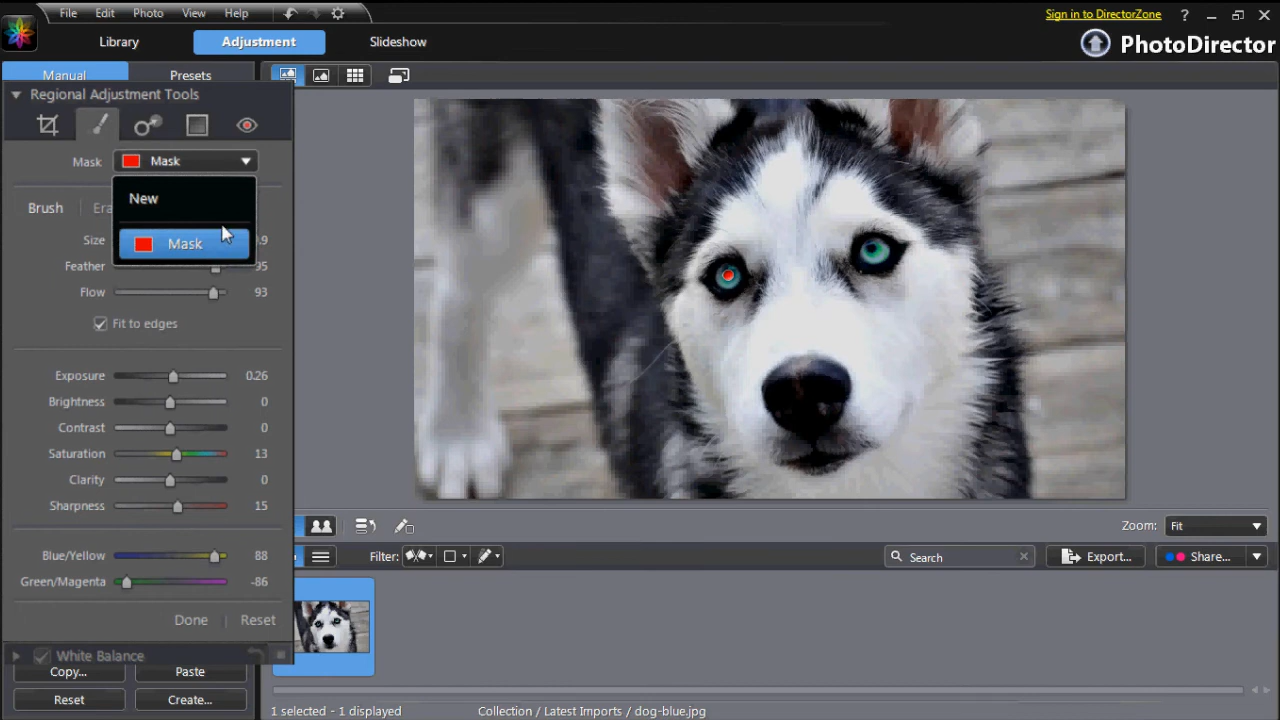 File Edit Photo View Help
Sign in to DirectorZone ?
Library Adjustment Slideshow
PhotoDirector
Manual Presets
Regional Adjustment Tools
Mask Mask
New
Brush Era
Mask
Size .9
Feather 95
Flow 93
Fit to edges
Exposure 0.26
Brightness 0
Contrast 0
Saturation 13
Clarity 0
Sharpness 15
Blue/Yellow 88
Green/Magenta -86
Done Reset
White Balance
Copy... Paste
Reset Create...
Zoom: Fit
Filter: Search Export... Share...
1 selected - 1 displayed Collection / Latest Imports / dog-blue.jpg